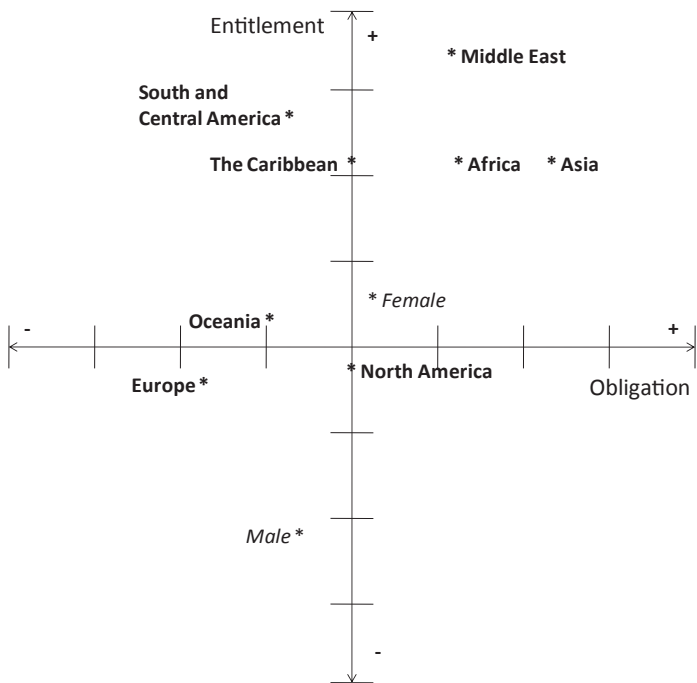 Entitlement
+
* Middle East
South and
Central America *
The Caribbean *
* Africa
* Asia
* Female
Oceania *
-
+
* North America
Europe *
Obligation
Male *
-